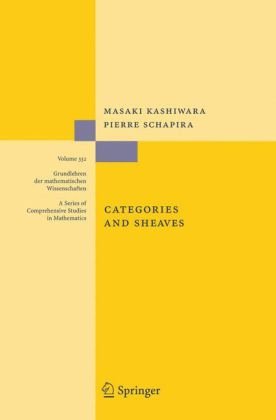 MASAKI KASHIWARA
PIERRE SCHAPIRA
Volume 332
Grundlehren
der mathematischen
Wissenschaften
A Series of
Comprehensive Studies
in Mathematics
CATEGORIES
AND SHEAVES
Springer